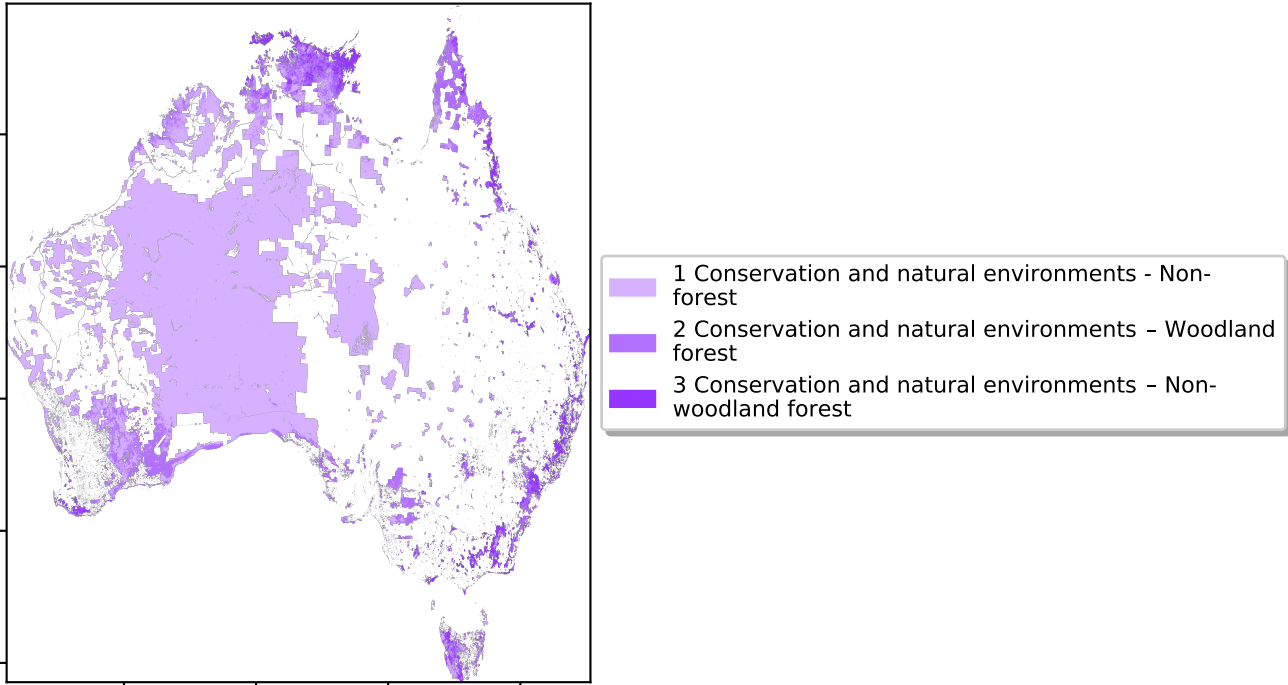 1 Conservation and natural environments - Non-
forest
2 Conservation and natural environments – Woodland
forest
3 Conservation and natural environments – Non-
woodland forest